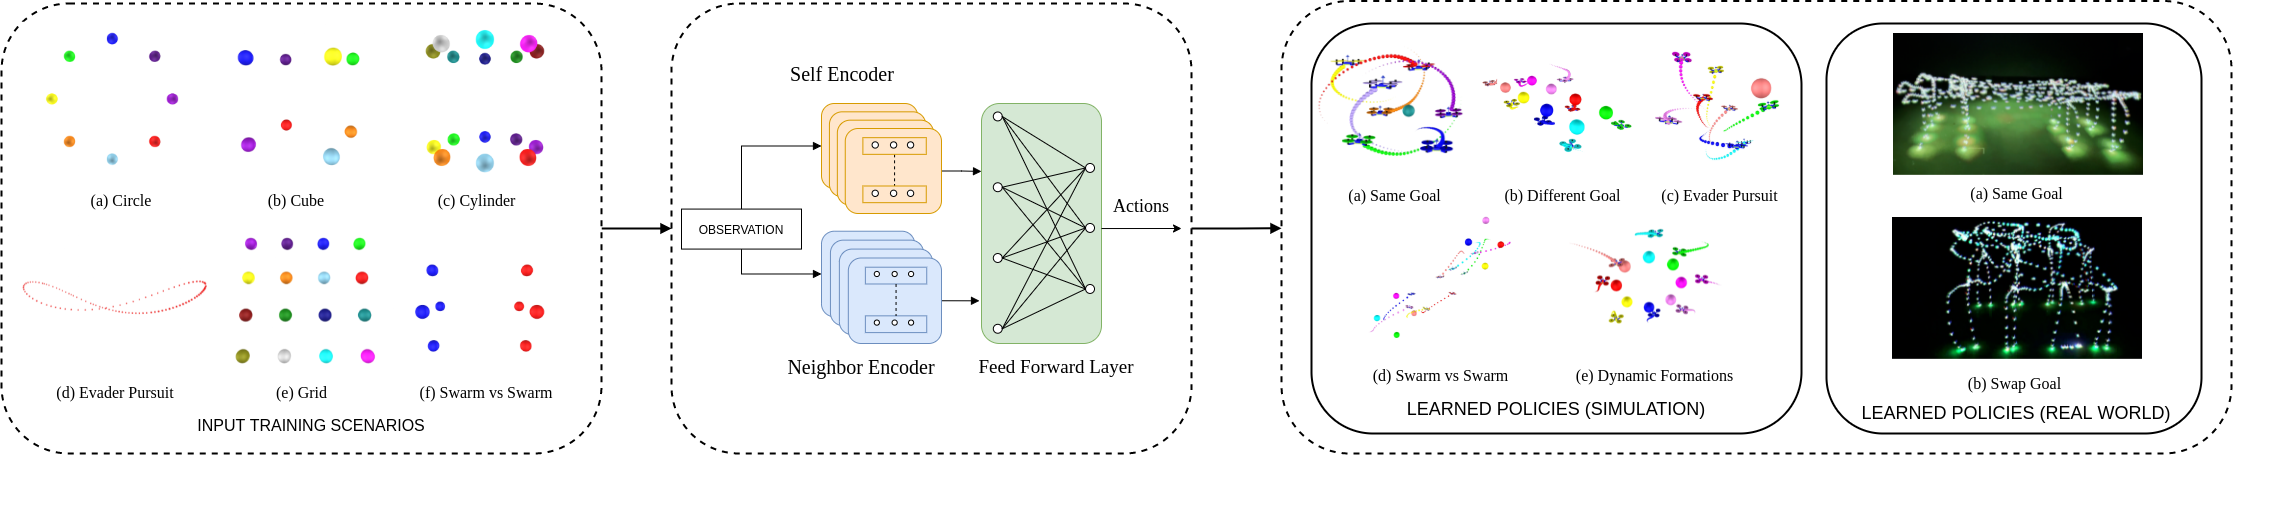 (a) Circle
(b) Cube
(c) Cylinder
(d) Evader Pursuit
(e) Grid
(f) Swarm vs Swarm
INPUT TRAINING SCENARIOS
Self Encoder
OBSERVATION
Neighbor Encoder
Feed Forward Layer
Actions
(a) Same Goal
(b) Different Goal
(c) Evader Pursuit
(d) Swarm vs Swarm
(e) Dynamic Formations
LEARNED POLICIES (SIMULATION)
(a) Same Goal
(b) Swap Goal
LEARNED POLICIES (REAL WORLD)